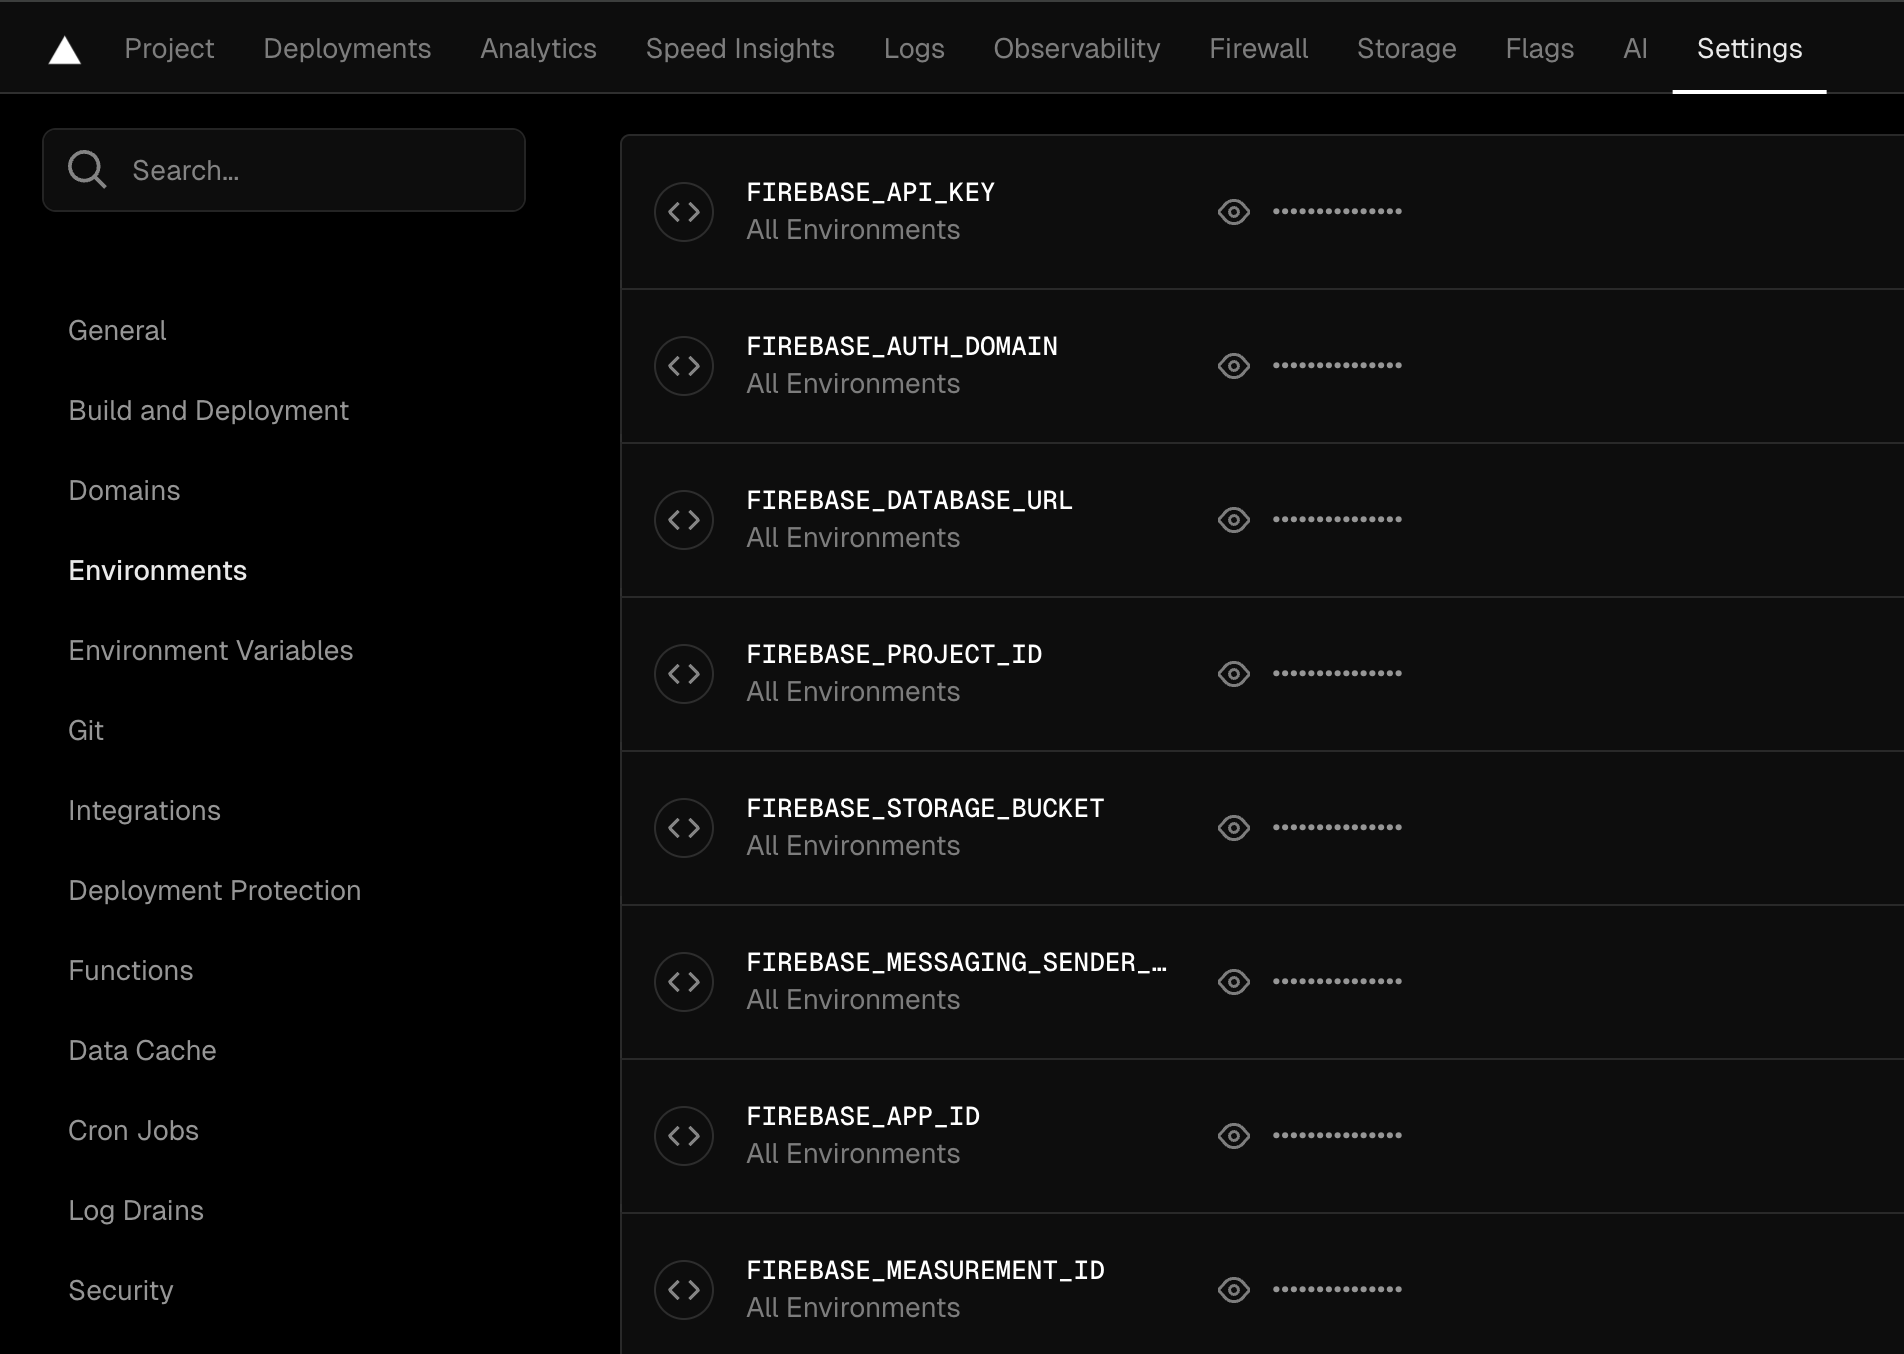 Project Deployments Analytics Speed Insights Logs Observability Firewall Storage Flags AI Settings
Search...
General
Build and Deployment
Domains
Environments
Environment Variables
Git
Integrations
Deployment Protection
Functions
Data Cache
Cron Jobs
Log Drains
Security
FIREBASE_API_KEY
All Environments
FIREBASE_AUTH_DOMAIN
All Environments
FIREBASE_DATABASE_URL
All Environments
FIREBASE_PROJECT_ID
All Environments
FIREBASE_STORAGE_BUCKET
All Environments
FIREBASE_MESSAGING_SENDER_…
All Environments
FIREBASE_APP_ID
All Environments
FIREBASE_MEASUREMENT_ID
All Environments